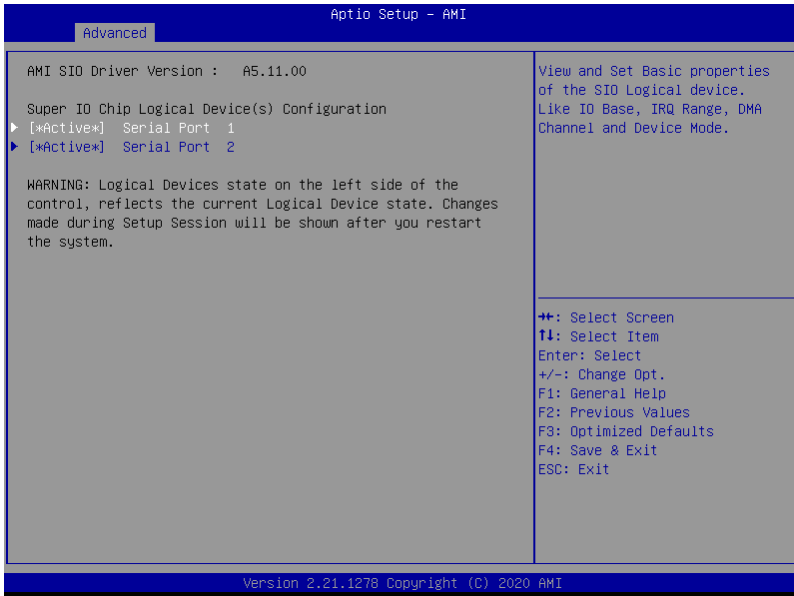 Aptio Setup – AMI
Advanced
AMI SIO Driver Version : A5.11.00
Super IO Chip Logical Device(s) Configuration
[*Active*] Serial Port 1
[*Active*] Serial Port 2
WARNING: Logical Devices state on the left side of the
control, reflects the current Logical Device state. Changes
made during Setup Session will be shown after you restart
the system.
View and Set Basic properties
of the SIO Logical device.
Like IO Base, IRQ Range, DMA
Channel and Device Mode.
→←: Select Screen
↑↓: Select Item
Enter: Select
+/-: Change Opt.
F1: General Help
F2: Previous Values
F3: Optimized Defaults
F4: Save & Exit
ESC: Exit
Version 2.21.1278 Copyright (C) 2020 AMI